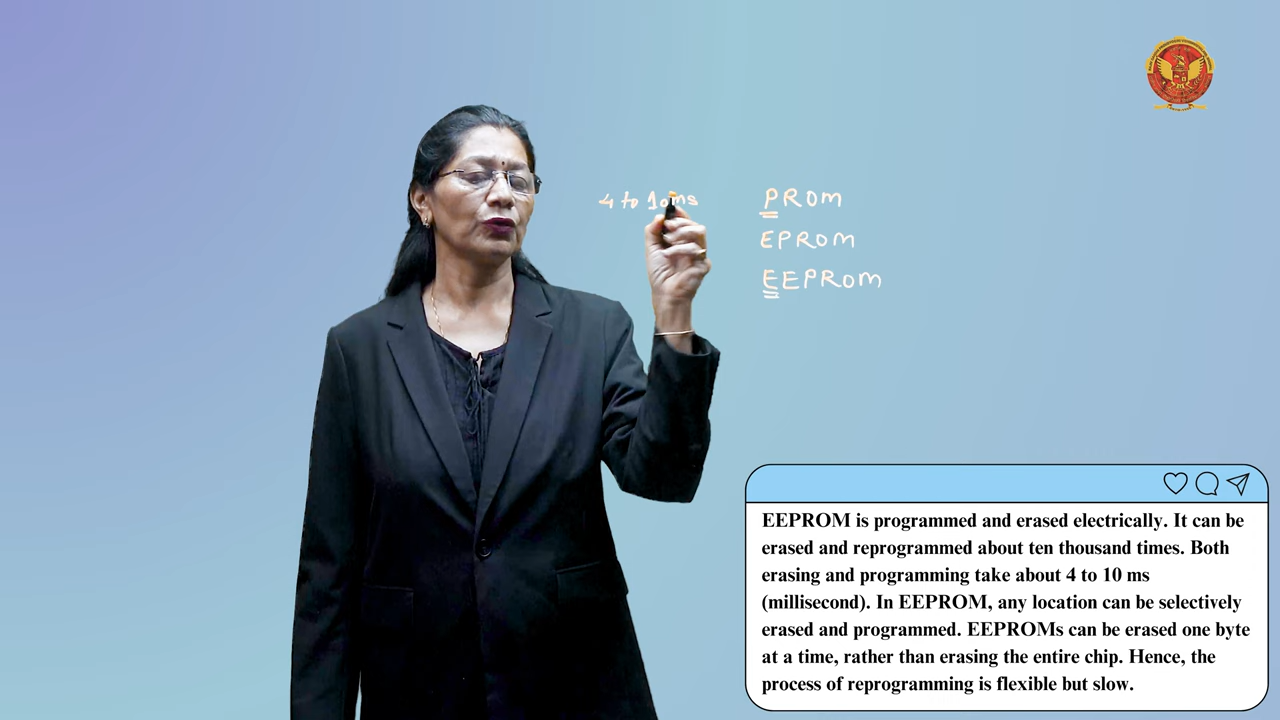 4 to 10ms
PROM
EPROM
EEPROM
EEPROM is programmed and erased electrically. It can be
erased and reprogrammed about ten thousand times. Both
erasing and programming take about 4 to 10 ms
(millisecond). In EEPROM, any location can be selectively
erased and programmed. EEPROMs can be erased one byte
at a time, rather than erasing the entire chip. Hence, the
process of reprogramming is flexible but slow.